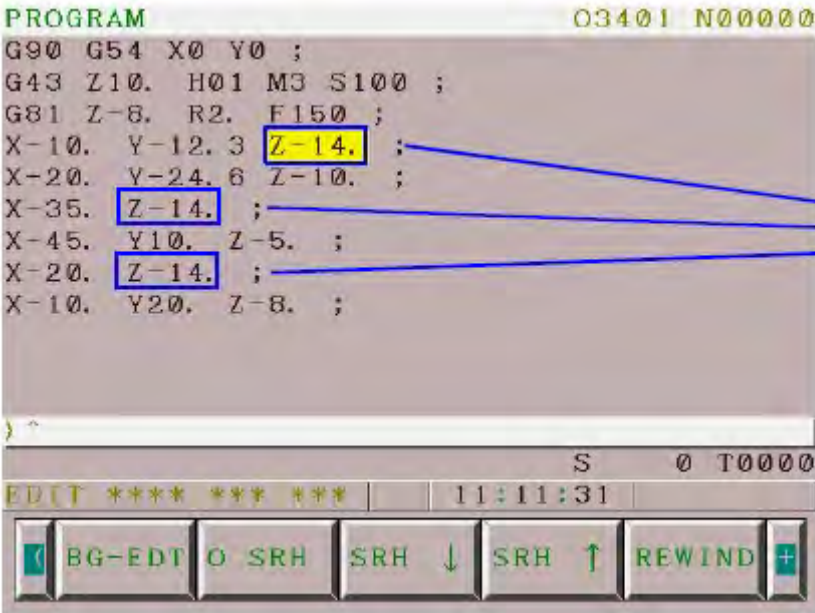 PROGRAM O3401 N00000
G90 G54 X0 Y0 ;
G43 Z10. H01 M3 S100 ;
G81 Z-8. R2. F150 ;
X-10. Y-12.3 Z-14. ;
X-20. Y-24.6 Z-10. ;
X-35. Z-14. ;
X-45. Y10. Z-5. ;
X-20. Z-14. ;
X-10. Y20. Z-8. ;
) ^
S 0 T0000
EDIT **** *** *** 11:11:31
( BG-EDT O SRH SRH ↓ SRH ↑ REWIND +